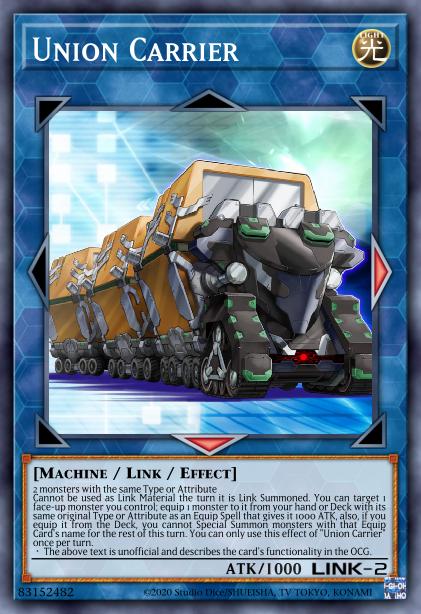 UNION CARRIER
LIGHT
光
[MACHINE / LINK / EFFECT]
2 monsters with the same Type or Attribute
Cannot be used as Link Material the turn it is Link Summoned. You can target 1
face-up monster you control; equip 1 monster to it from your hand or Deck with its
same original Type or Attribute as an Equip Spell that gives it 1000 ATK, also, if you
equip it from the Deck, you cannot Special Summon monsters with that Equip
Card's name for the rest of this turn. You can only use this effect of "Union Carrier"
once per turn.
· The above text is unofficial and describes the card's functionality in the OCG.
ATK/1000 LINK-2
83152482 ©2020 Studio Dice/SHUEISHA, TV TOKYO, KONAMI